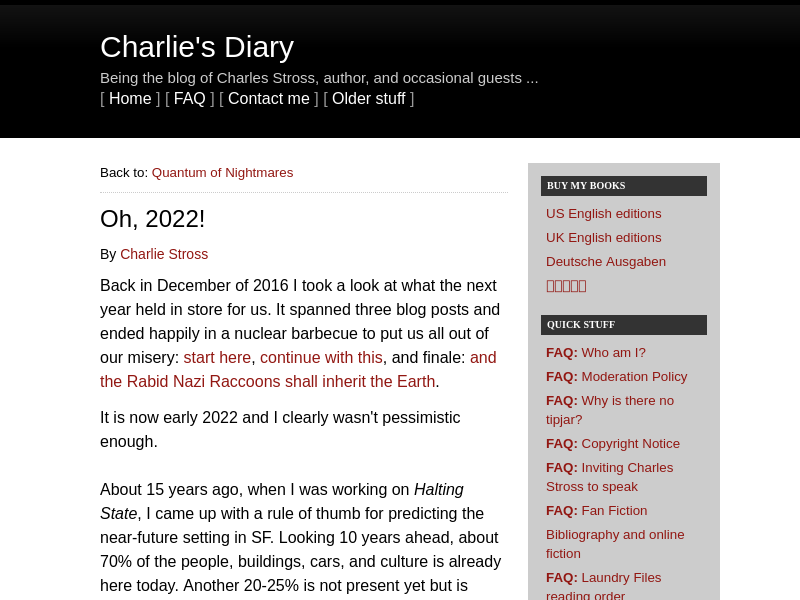 Charlie's Diary
Being the blog of Charles Stross, author, and occasional guests ...
[ Home ] [ FAQ ] [ Contact me ] [ Older stuff ]
Back to: Quantum of Nightmares
Oh, 2022!
By Charlie Stross
Back in December of 2016 I took a look at what the next
year held in store for us. It spanned three blog posts and
ended happily in a nuclear barbecue to put us all out of
our misery: start here, continue with this, and finale: and
the Rabid Nazi Raccoons shall inherit the Earth.
It is now early 2022 and I clearly wasn't pessimistic
enough.
About 15 years ago, when I was working on Halting
State, I came up with a rule of thumb for predicting the
near-future setting in SF. Looking 10 years ahead, about
70% of the people, buildings, cars, and culture is already
here today. Another 20-25% is not present yet but is
BUY MY BOOKS
US English editions
UK English editions
Deutsche Ausgaben
QUICK STUFF
FAQ: Who am I?
FAQ: Moderation Policy
FAQ: Why is there no
tipjar?
FAQ: Copyright Notice
FAQ: Inviting Charles
Stross to speak
FAQ: Fan Fiction
Bibliography and online
fiction
FAQ: Laundry Files
reading order